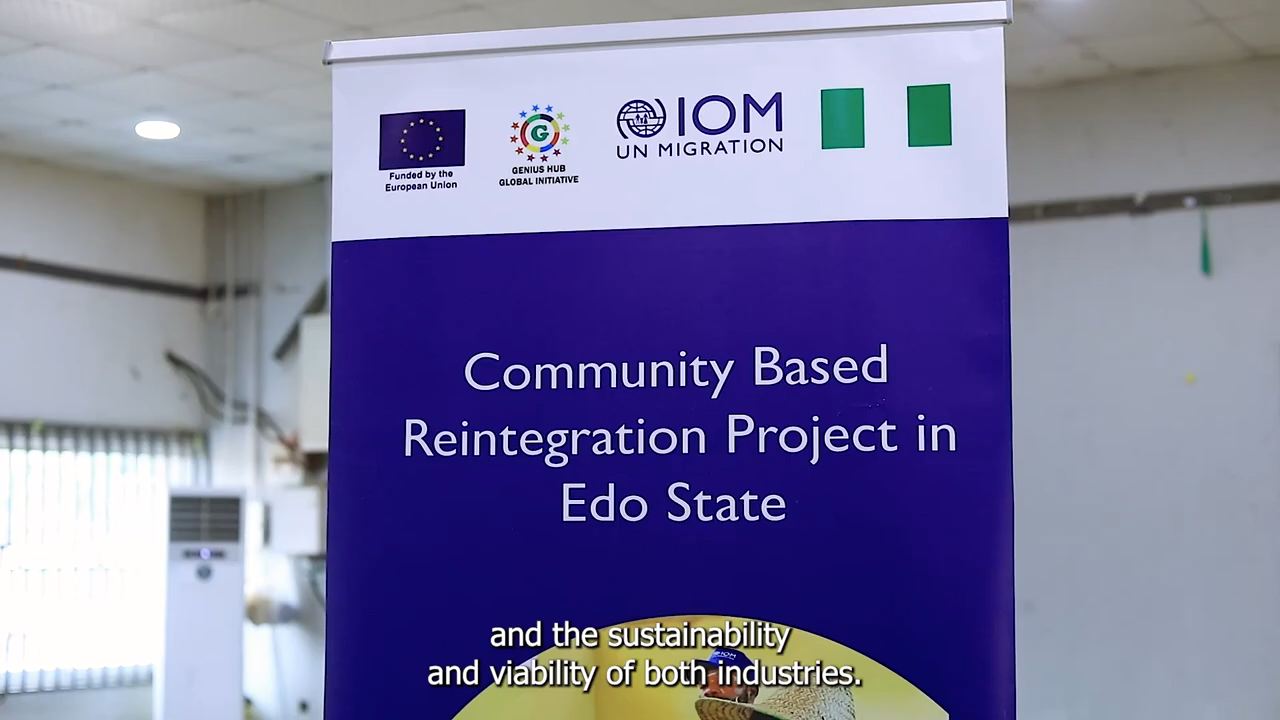 Funded by the
European Union
G
GENIUS HUB
GLOBAL INITIATIVE
IOM
UN MIGRATION
Community Based
Reintegration Project in
Edo State
IOM
and the sustainability
and viability of both industries.